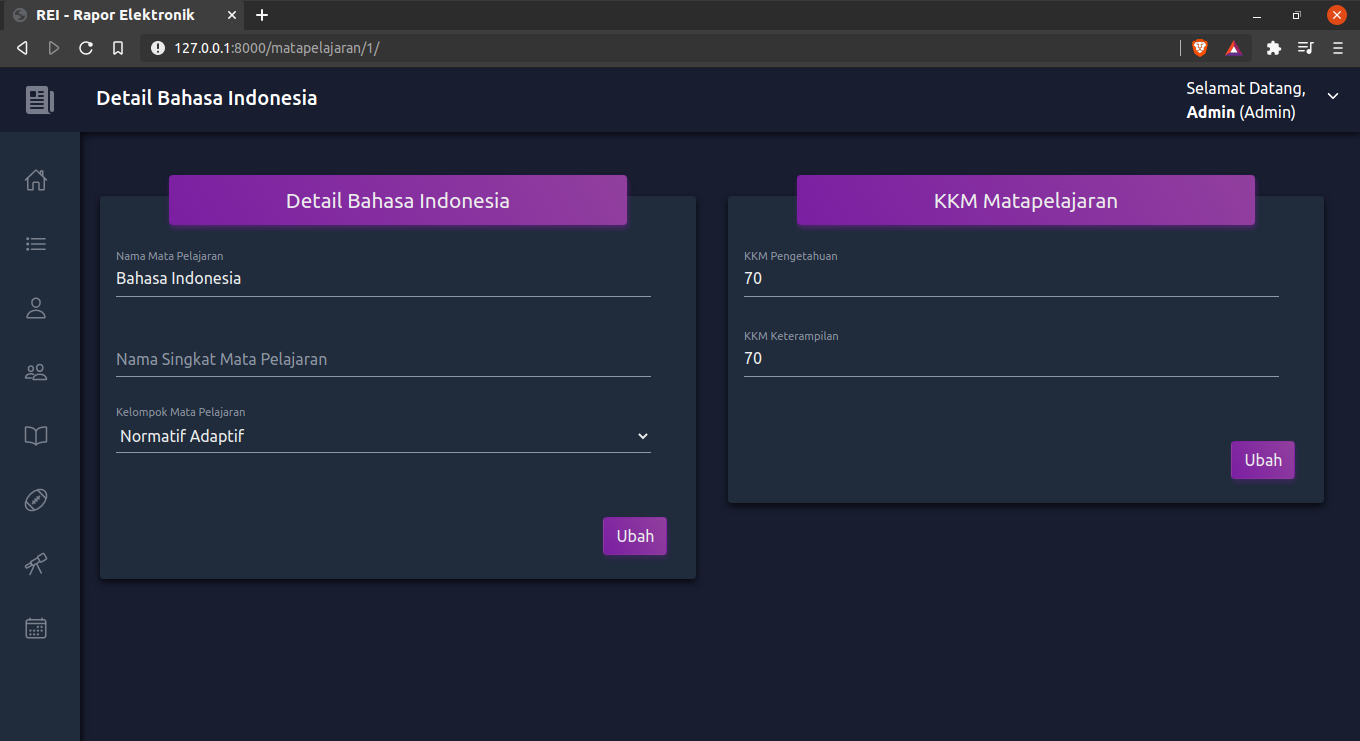 REI - Rapor Elektronik
127.0.0.1:8000/matapelajaran/1/
Detail Bahasa Indonesia
Selamat Datang,
Admin (Admin)
Detail Bahasa Indonesia
Nama Mata Pelajaran
Bahasa Indonesia
Nama Singkat Mata Pelajaran
Kelompok Mata Pelajaran
Normatif Adaptif
Ubah
KKM Matapelajaran
KKM Pengetahuan
70
KKM Keterampilan
70
Ubah